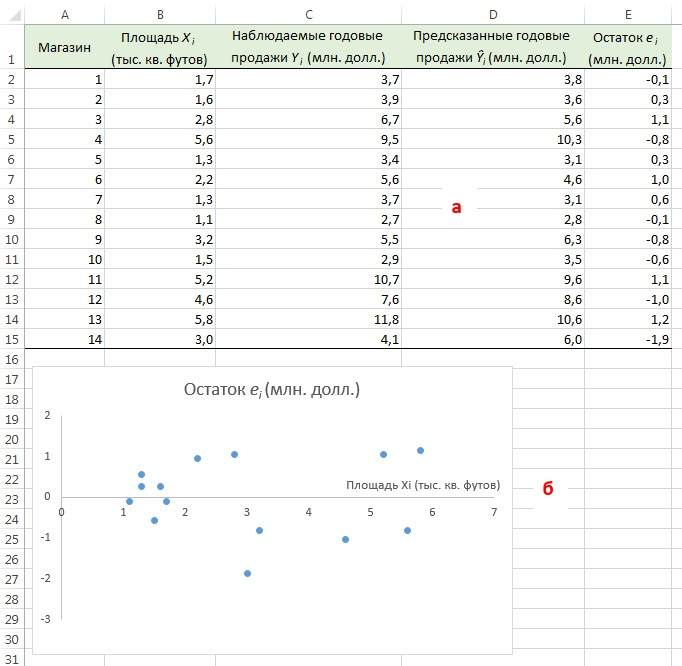 A B C D E
1 Магазин Площадь X i (тыс. кв. футов) Наблюдаемые годовые продажи Y i (млн. долл.) Предсказанные годовые продажи Ŷi (млн. долл.) Остаток e i (млн. долл.)
2 1 1,7 3,7 3,8 -0,1
3 2 1,6 3,9 3,6 0,3
4 3 2,8 6,7 5,6 1,1
5 4 5,6 9,5 10,3 -0,8
6 5 1,3 3,4 3,1 0,3
7 6 2,2 5,6 4,6 1,0
8 7 1,3 3,7 3,1 0,6
9 8 1,1 2,7 2,8 -0,1
10 9 3,2 5,5 6,3 -0,8
11 10 1,5 2,9 3,5 -0,6
12 11 5,2 10,7 9,6 1,1
13 12 4,6 7,6 8,6 -1,0
14 13 5,8 11,8 10,6 1,2
15 14 3,0 4,1 6,0 -1,9
а
16
17
18
19
20
21
22
23
24
25
26
27
28
29
30
31
Остаток ei (млн. долл.)
2
1
0
-1
-2
-3
Площадь Xi (тыс. кв. футов)
0 1 2 3 4 5 6 7
б